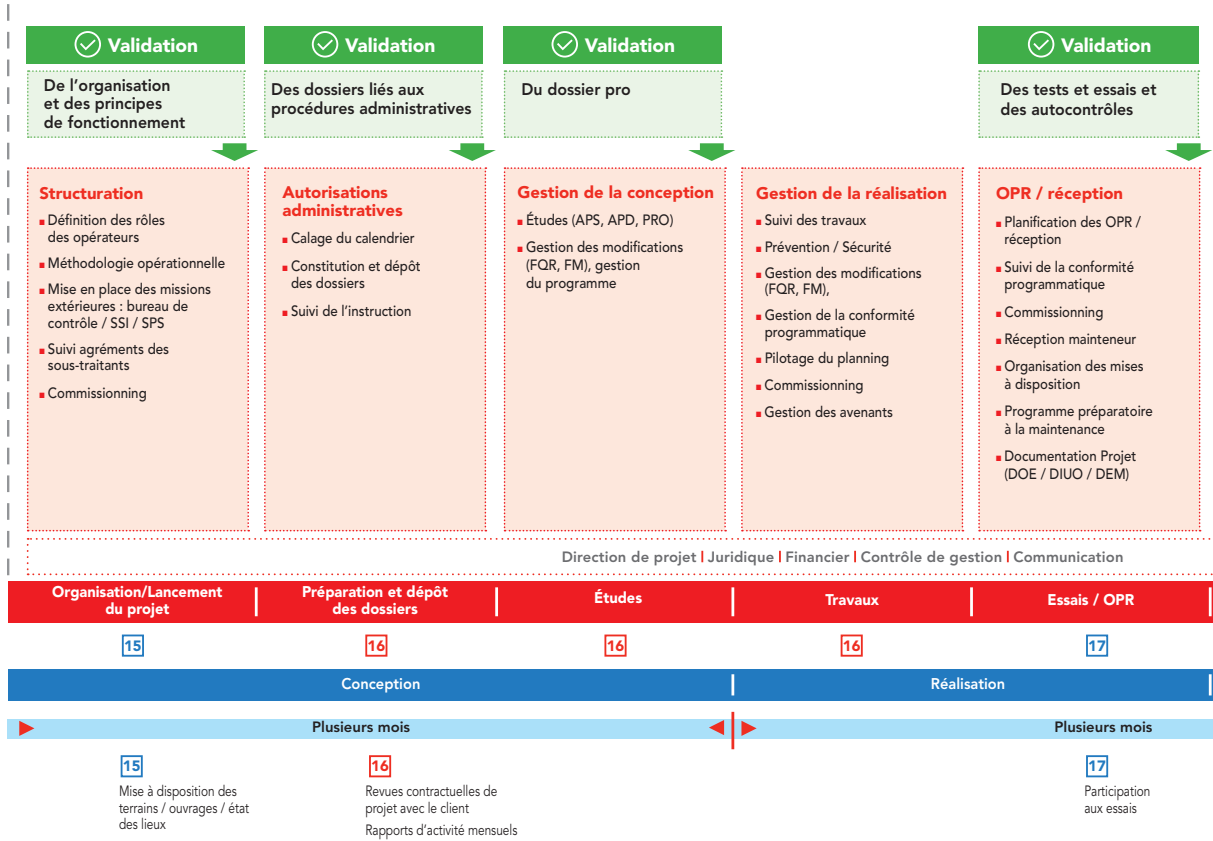 Validation
De l'organisation
et des principes
de fonctionnement
Validation
Des dossiers liés aux
procédures administratives
Validation
Du dossier pro
Validation
Des tests et essais et
des autocontrôles
Structuration
Définition des rôles
des opérateurs
Méthodologie opérationnelle
Mise en place des missions
extérieures : bureau de
contrôle / SSI / SPS
Suivi agréments des
sous-traitants
Commissionning
Autorisations
administratives
Calage du calendrier
Constitution et dépôt
des dossiers
Suivi de l'instruction
Gestion de la conception
Études (APS, APD, PRO)
Gestion des modifications
(FQR, FM), gestion
du programme
Gestion de la réalisation
Suivi des travaux
Prévention / Sécurité
Gestion des modifications
(FQR, FM),
Gestion de la conformité
programmatique
Pilotage du planning
Commissionning
Gestion des avenants
OPR / réception
Planification des OPR /
réception
Suivi de la conformité
programmatique
Commissionning
Réception mainteneur
Organisation des mises
à disposition
Programme préparatoire
à la maintenance
Documentation Projet
(DOE / DIUO / DEM)
Direction de projet | Juridique | Financier | Contrôle de gestion | Communication
Organisation/Lancement
du projet
Préparation et dépôt
des dossiers
Études
Travaux
Essais / OPR
15
16
16
16
17
Conception
Réalisation
Plusieurs mois
Plusieurs mois
15
Mise à disposition des
terrains / ouvrages / état
des lieux
16
Revues contractuelles de
projet avec le client
Rapports d'activité mensuels
17
Participation
aux essais